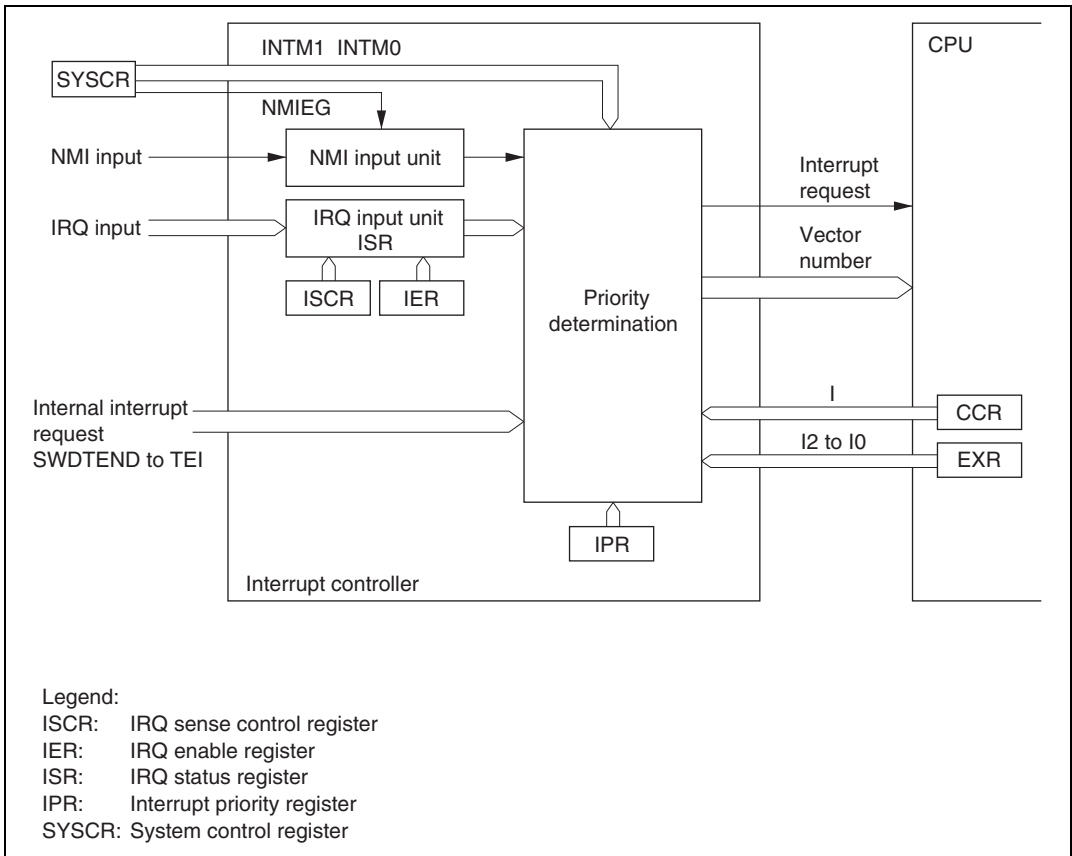 INTM1 INTM0
CPU
SYSCR
NMIEG
NMI input
NMI input unit
Interrupt
request
IRQ input
IRQ input unit
ISR
Vector
number
ISCR
IER
Priority
determination
Internal interrupt
request
SWDTEND to TEI
I
CCR
I2 to I0
EXR
IPR
Interrupt controller
Legend:
ISCR: IRQ sense control register
IER: IRQ enable register
ISR: IRQ status register
IPR: Interrupt priority register
SYSCR: System control register